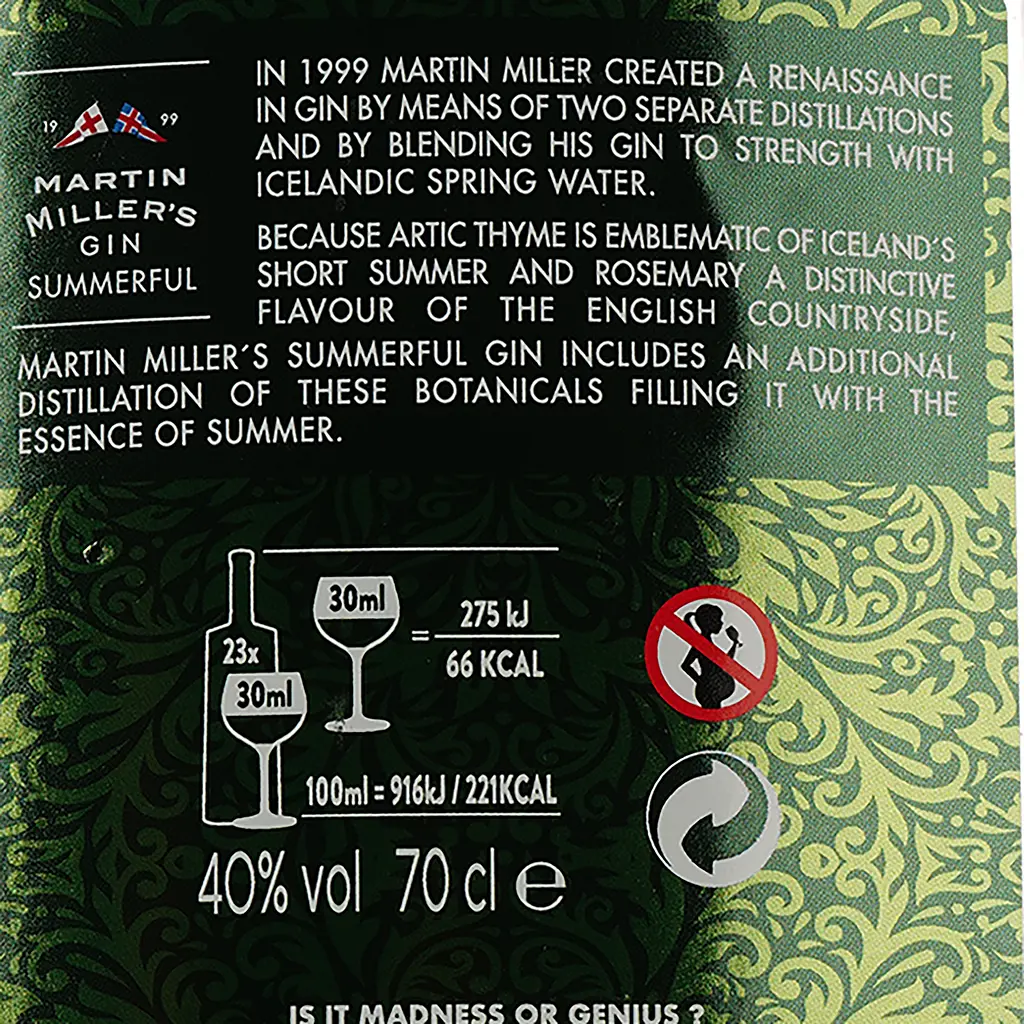 19 99
MARTIN
MILLER'S
GIN
SUMMERFUL
IN 1999 MARTIN MILLER CREATED A RENAISSANCE
IN GIN BY MEANS OF TWO SEPARATE DISTILLATIONS
AND BY BLENDING HIS GIN TO STRENGTH WITH
ICELANDIC SPRING WATER.
BECAUSE ARTIC THYME IS EMBLEMATIC OF ICELAND´S
SHORT SUMMER AND ROSEMARY A DISTINCTIVE
FLAVOUR OF THE ENGLISH COUNTRYSIDE,
MARTIN MILLER´S SUMMERFUL GIN INCLUDES AN ADDITIONAL
DISTILLATION OF THESE BOTANICALS FILLING IT WITH THE
ESSENCE OF SUMMER.
30ml
=
275 kJ
66 KCAL
23x
30ml
100ml = 916kJ / 221KCAL
40% vol 70 cl ℮
IS IT MADNESS OR GENIUS ?